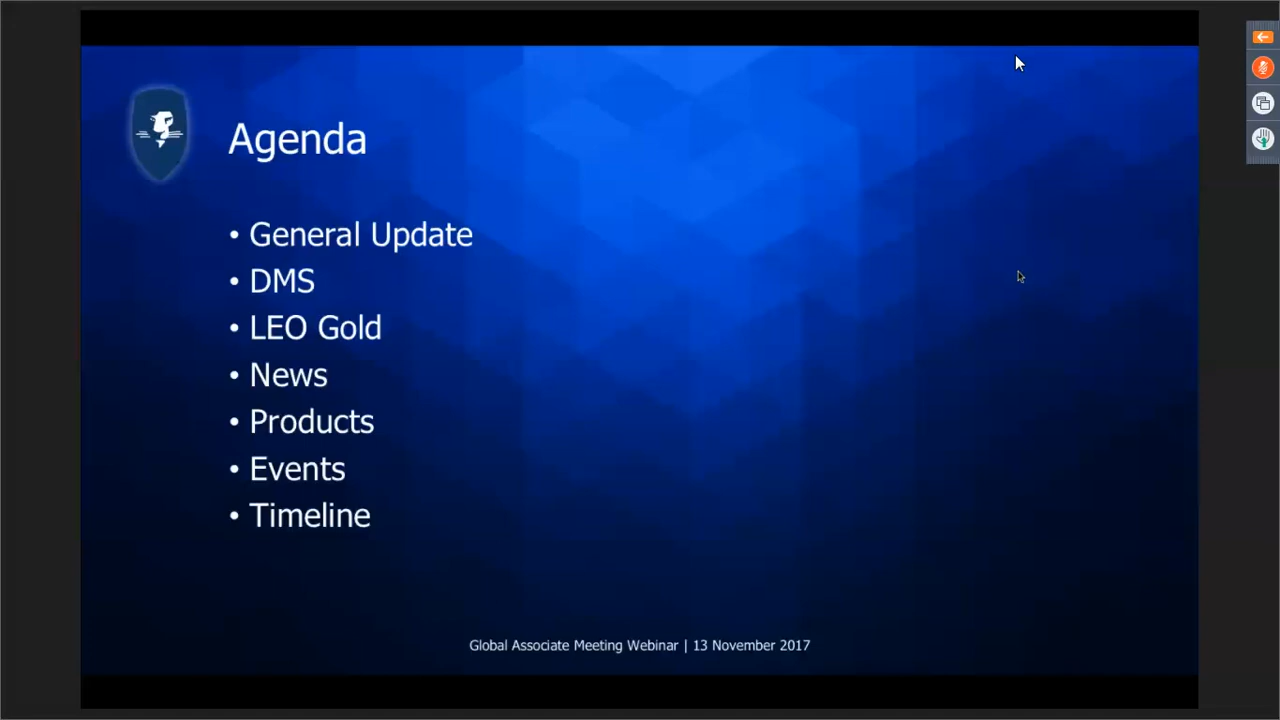 Agenda
• General Update
• DMS
• LEO Gold
• News
• Products
• Events
• Timeline
Global Associate Meeting Webinar | 13 November 2017